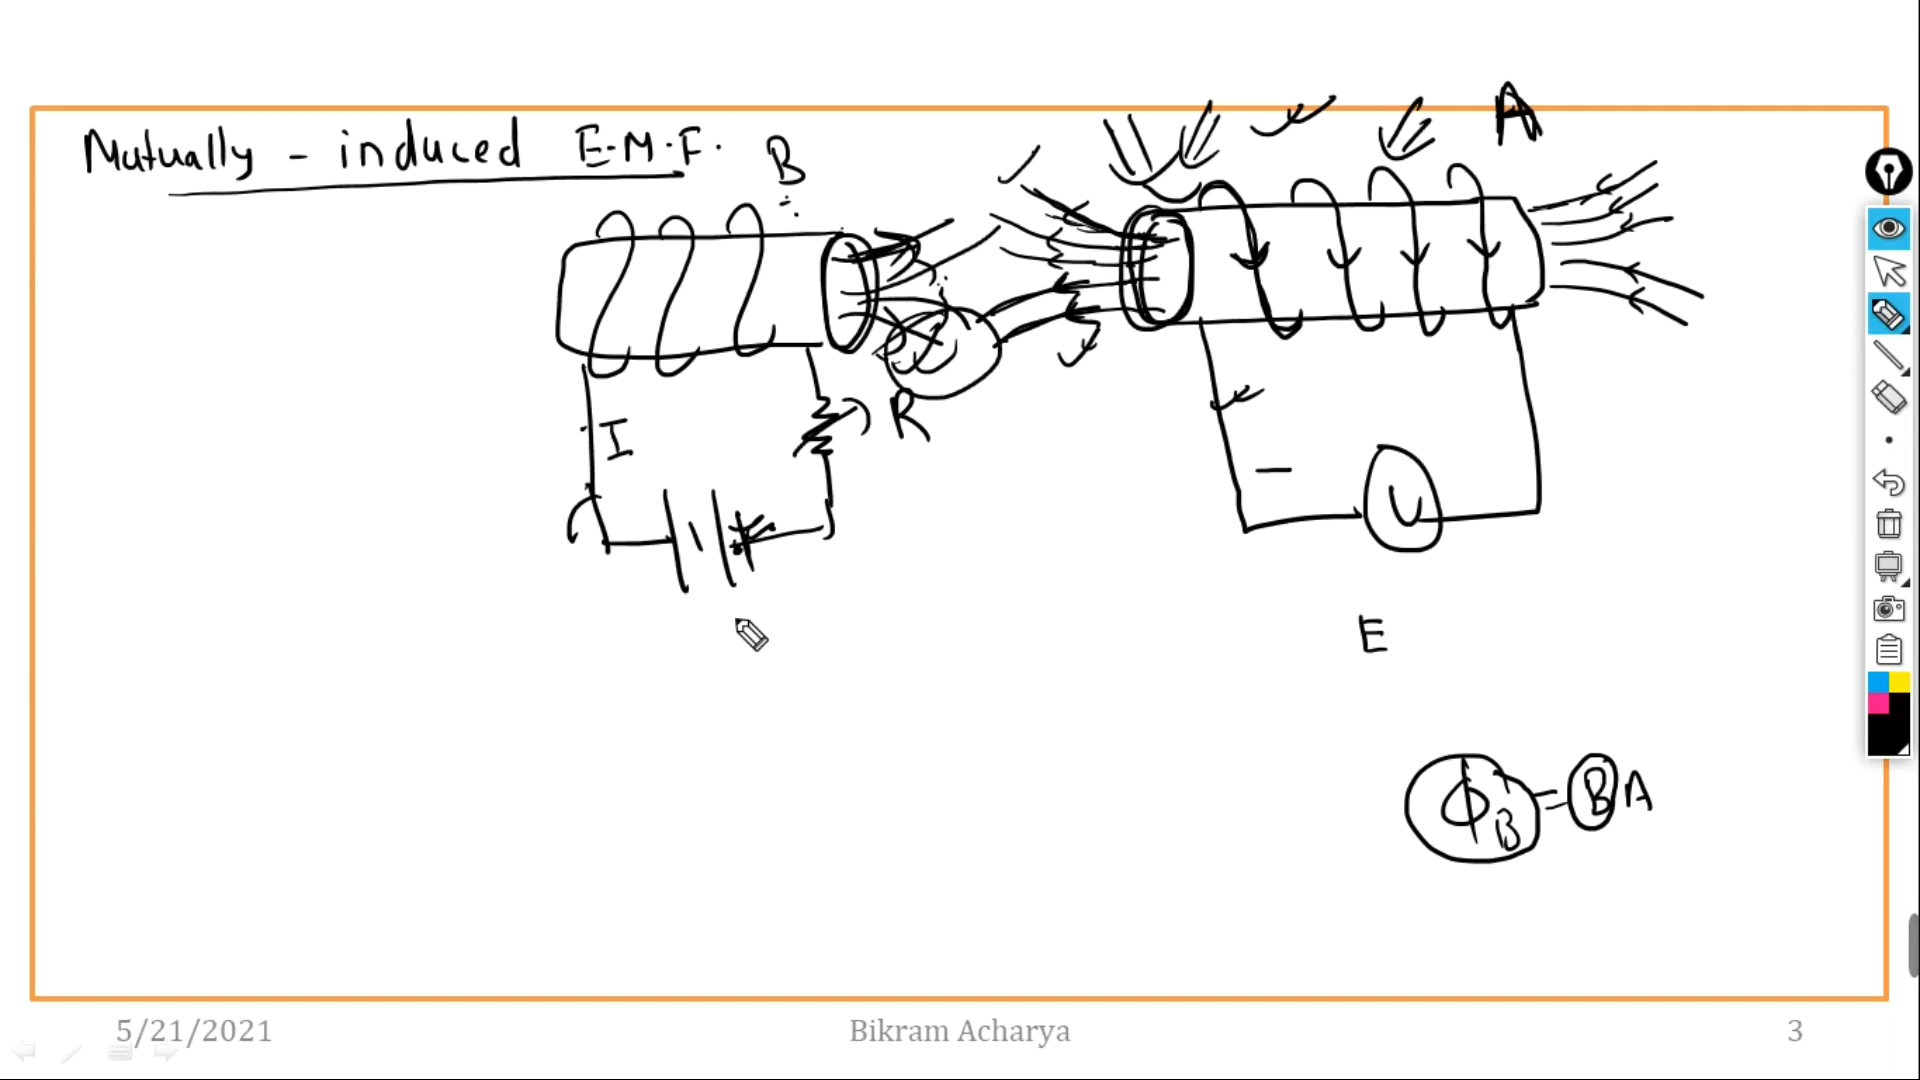 Mutually - induced E.M.F.
B
A
I
R
V
E
ϕB = BA
5/21/2021
Bikram Acharya
3